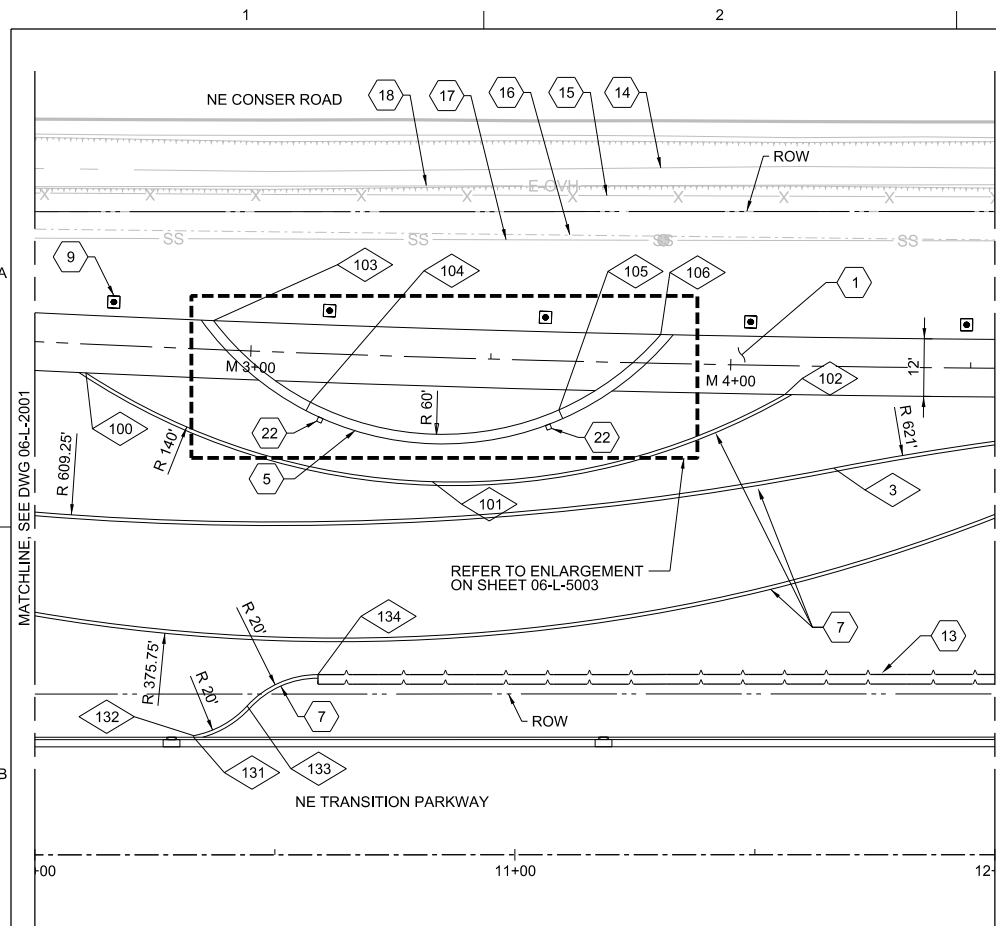 1
2
NE CONSER ROAD
18
17
16
15
14
ROW
E-OVH
X X X X X X X X X X
SS SS SS SS
A
9
103
104
105
106
1
M 3+00
M 4+00
12'
102
100
22
22
R 60'
R 140'
5
101
R 609.25'
R 621'
3
MATCHLINE, SEE DWG 06-L-2001
REFER TO ENLARGEMENT
ON SHEET 06-L-5003
7
R 20'
134
13
R 375.75'
R 20'
7
132
ROW
131
133
B
NE TRANSITION PARKWAY
+00
11+00
12+